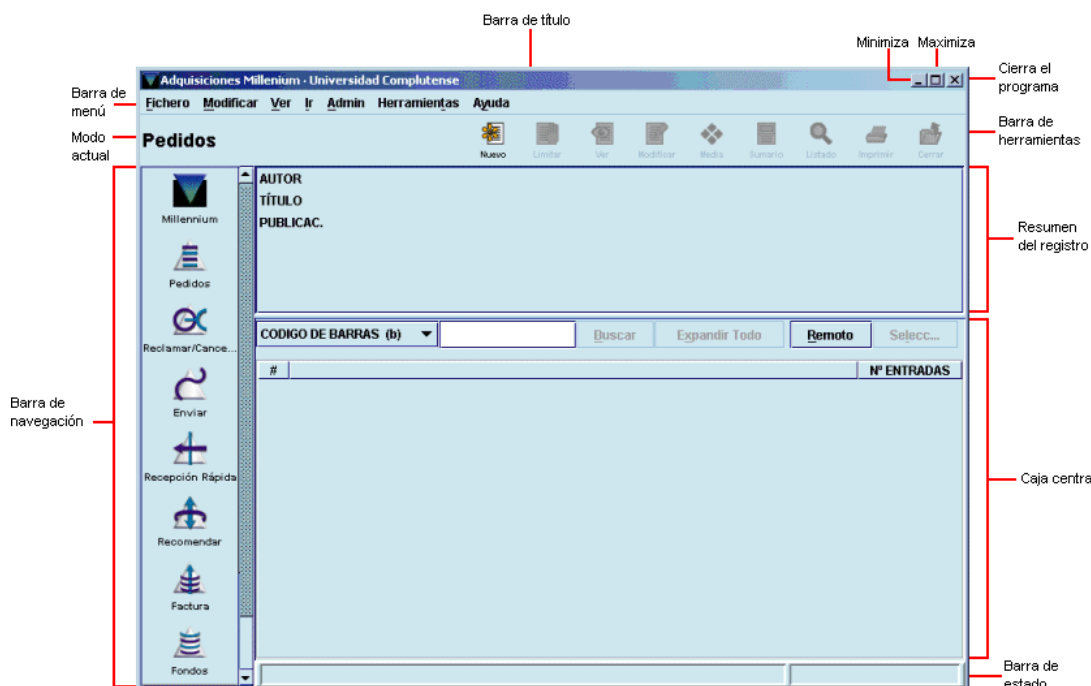 Barra de título
Minimiza Maximiza
Cierra el
programa
Adquisiciones Millenium · Universidad Complutense
Barra de
menú
Fichero Modificar Ver Ir Admin Herramientas Ayuda
Modo
actual
Pedidos
Nuevo Limitar Ver Modificar Media Sumario Listado Imprimir Cerrar
Barra de
herramientas
Barra de
navegación
Millennium
Pedidos
Reclamar/Cance...
Enviar
Recepción Rápida
Recomendar
Factura
Fondos
AUTOR
TÍTULO
PUBLICAC.
Resumen
del registro
CODIGO DE BARRAS (b) Buscar Expandir Todo Remoto Selecc...
# Nº ENTRADAS
Caja centra
Barra de
estado